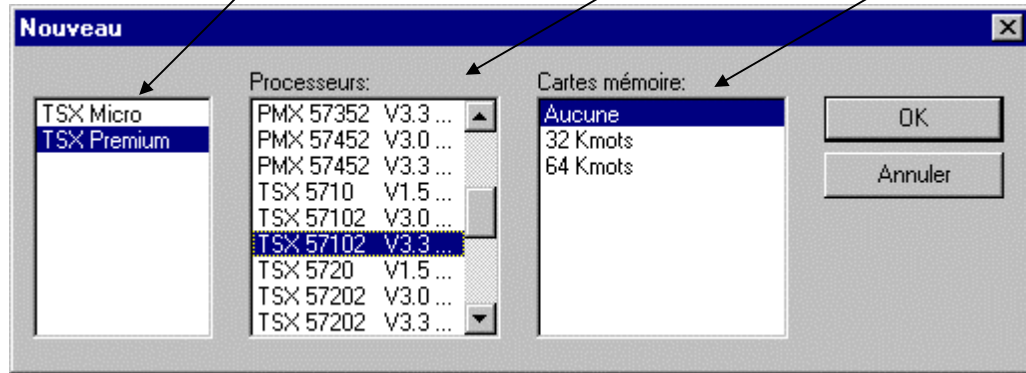 Nouveau
Processeurs:
Cartes mémoire:
TSX Micro
TSX Premium
PMX 57352 V3.3 ...
PMX 57452 V3.0 ...
PMX 57452 V3.3 ...
TSX 5710 V1.5 ...
TSX 57102 V3.0 ...
TSX 57102 V3.3 ...
TSX 5720 V1.5 ...
TSX 57202 V3.0 ...
TSX 57202 V3.3 ...
Aucune
32 Kmots
64 Kmots
OK
Annuler